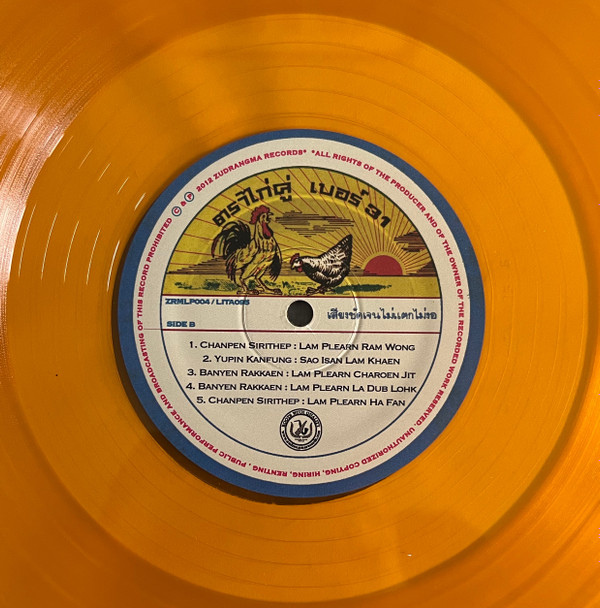 ตราไก่คู่ เบอร์ 31
ZRMLP004 / LITA085
เสียงชัดเจนไม่แตกไม่งอ
SIDE B
1. CHANPEN SIRITHEP : LAM PLEARN RAM WONG
2. YUPIN KANFUNG : SAO ISAN LAM KHAEN
3. BANYEN RAKKAEN : LAM PLEARN CHAROEN JIT
4. BANYEN RAKKAEN : LAM PLEARN LA DUB LOHK
5. CHANPEN SIRITHEP : LAM PLEARN HA FAN
© & ℗ 2012 ZUDRANGMA RECORDS* *ALL RIGHTS OF THE PRODUCER AND OF THE OWNER OF THE RECORDED WORK RESERVED. UNAUTHORIZED COPYING, HIRING, RENTING, PUBLIC PERFORMANCE AND BROADCASTING OF THIS RECORD PROHIBITED